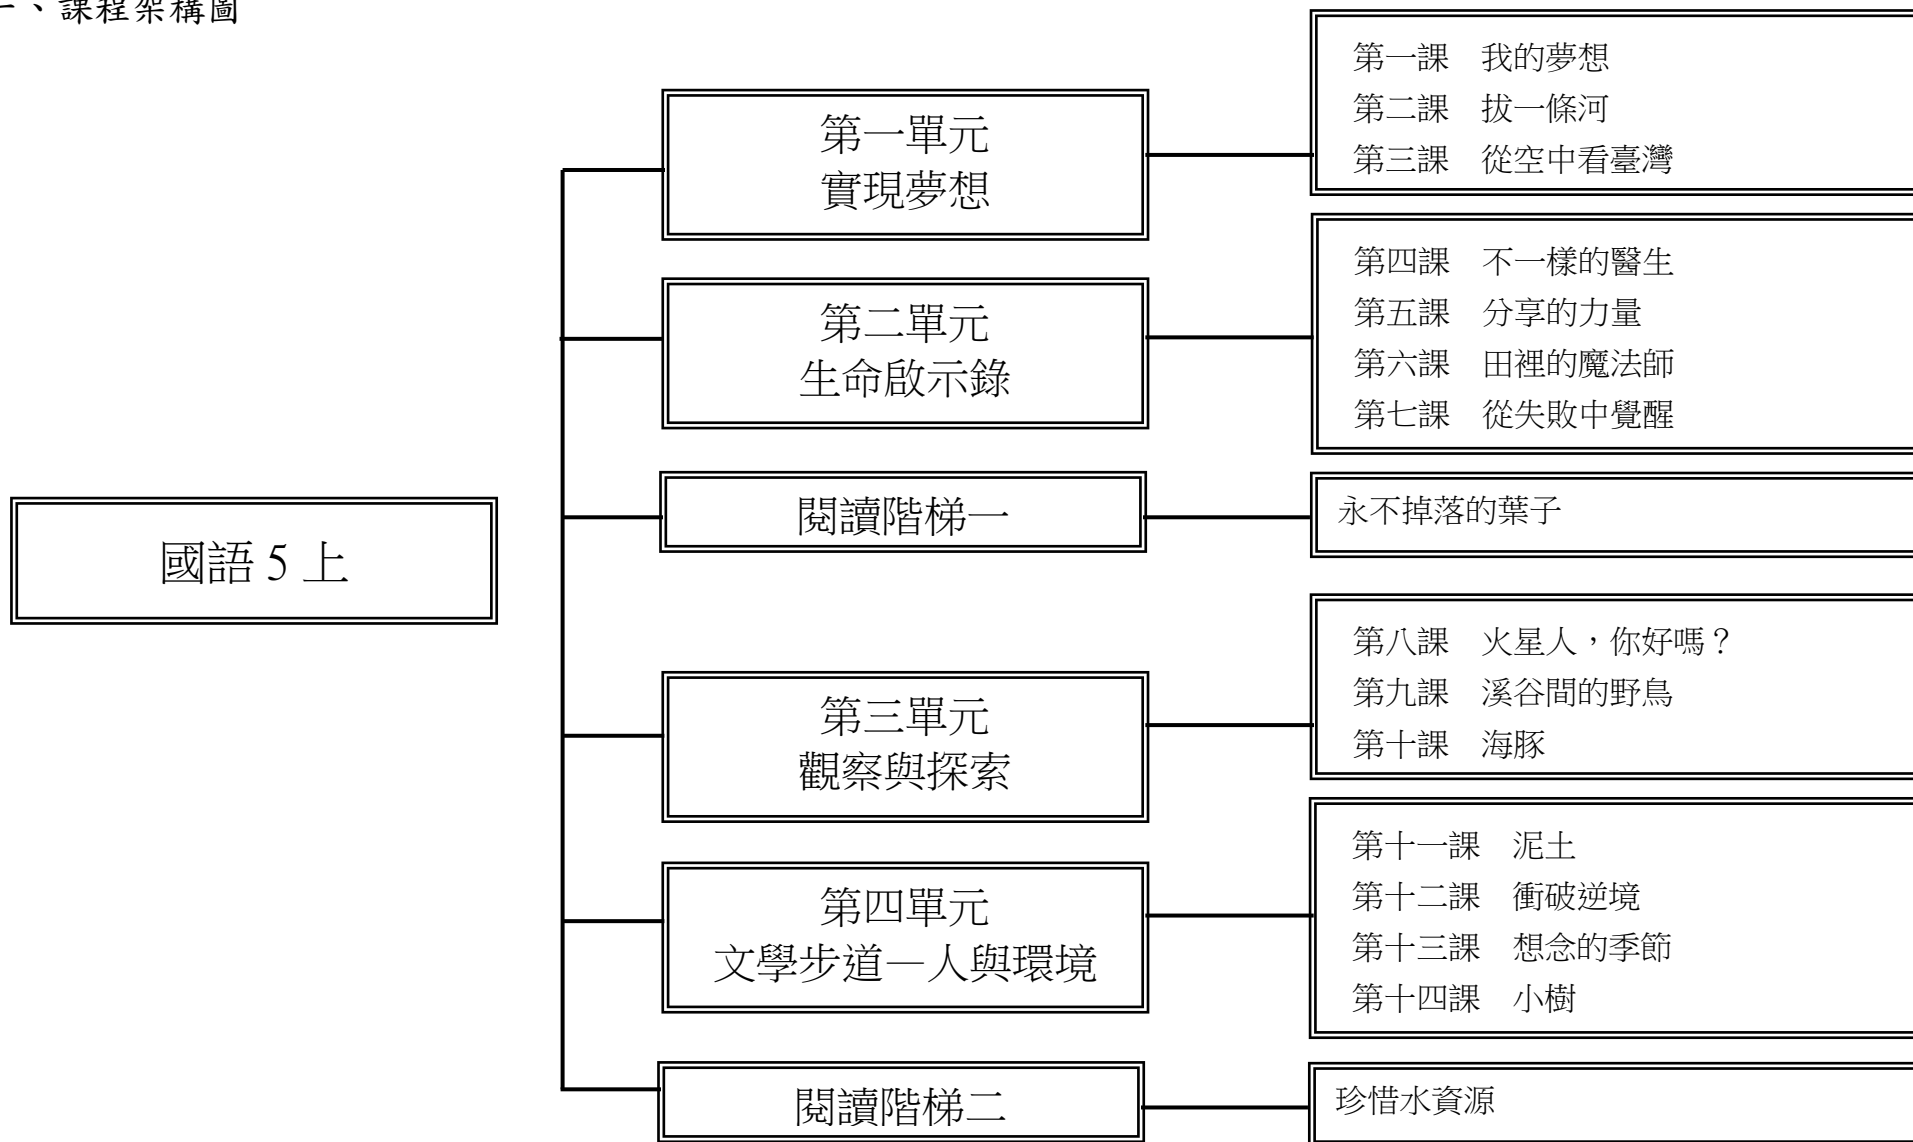 一、課程架構圖
國語 5 上
第一單元
實現夢想
第一課　我的夢想
第二課　拔一條河
第三課　從空中看臺灣
第二單元
生命啟示錄
第四課　不一樣的醫生
第五課　分享的力量
第六課　田裡的魔法師
第七課　從失敗中覺醒
閱讀階梯一
永不掉落的葉子
第三單元
觀察與探索
第八課　火星人，你好嗎？
第九課　溪谷間的野鳥
第十課　海豚
第四單元
文學步道—人與環境
第十一課　泥土
第十二課　衝破逆境
第十三課　想念的季節
第十四課　小樹
閱讀階梯二
珍惜水資源